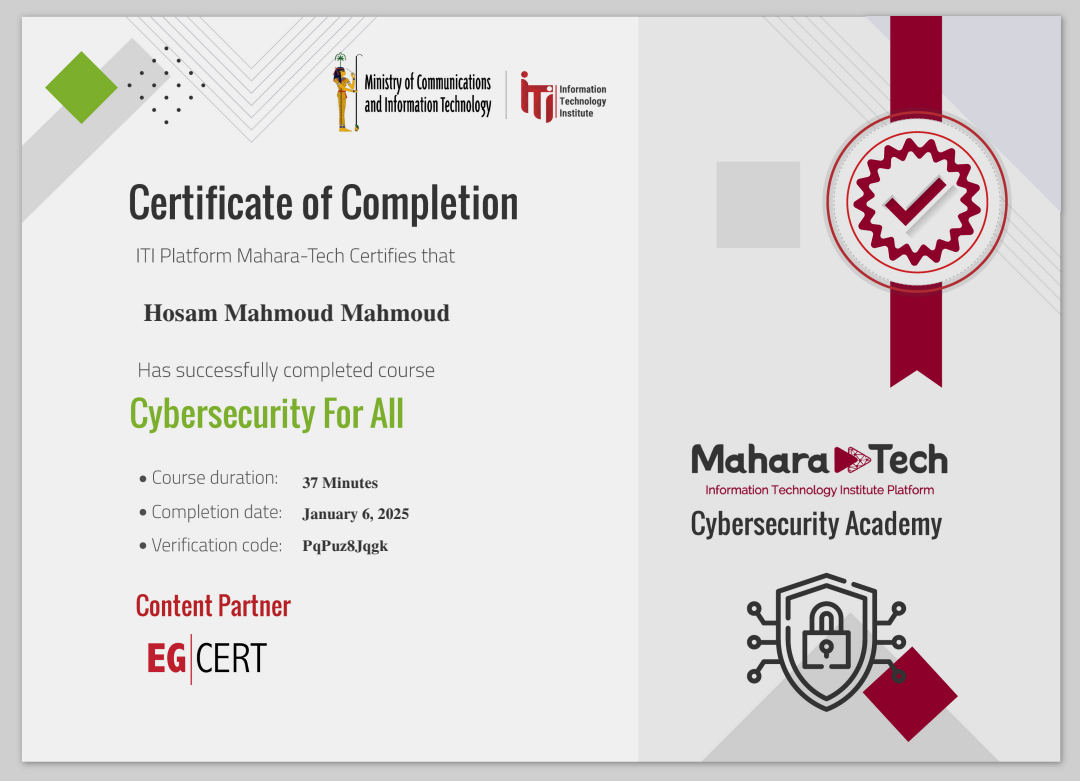 Ministry of Communications
and Information Technology
iTi
Information
Technology
Institute
Certificate of Completion
ITI Platform Mahara-Tech Certifies that
Hosam Mahmoud Mahmoud
Has successfully completed course
Cybersecurity For All
• Course duration: 37 Minutes
• Completion date: January 6, 2025
• Verification code: PqPuz8Jqgk
Content Partner
EG|CERT
Mahara Tech
Information Technology Institute Platform
Cybersecurity Academy